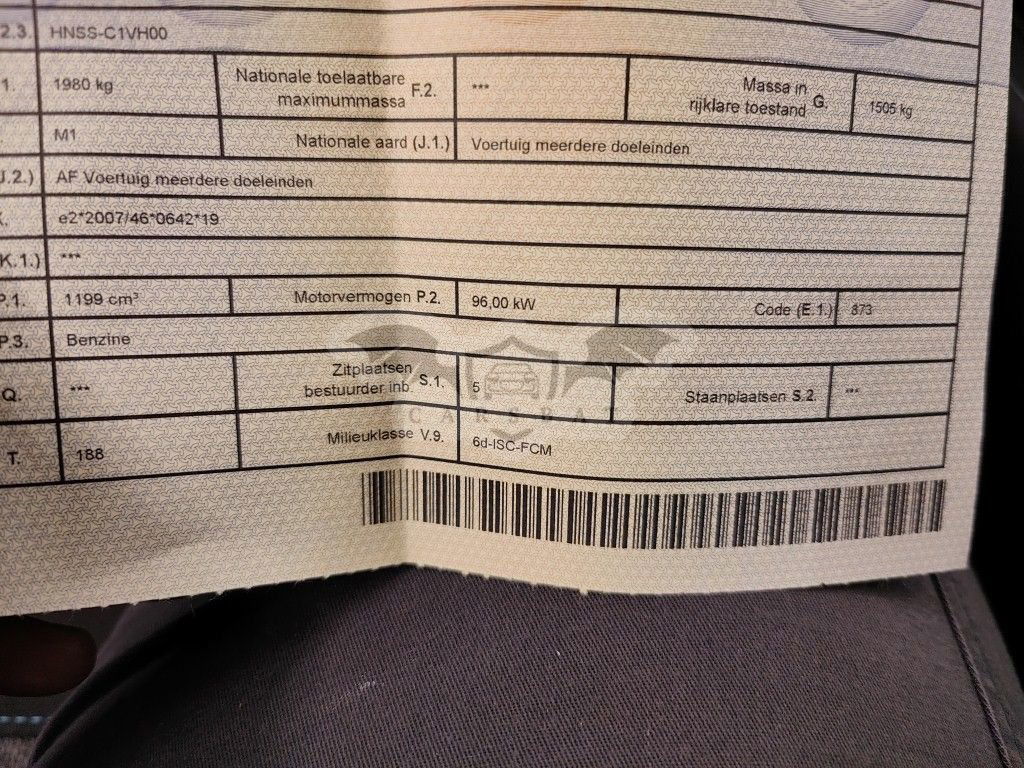 2.3. HNSS-C1VH00
1. 1980 kg Nationale toelaatbare maximummassa F.2. *** Massa in rijklare toestand G. 1505 kg
M1 Nationale aard (J.1.) Voertuig meerdere doeleinden
J.2.) AF Voertuig meerdere doeleinden
e2*2007/46*0642*19
K.1.) ***
P.1. 1199 cm³ Motorvermogen P.2. 96,00 kW Code (E.1.) 873
P.3. Benzine
Q. *** Zitplaatsen bestuurder inb S.1. 5 Staanplaatsen S.2. ***
T. 188 Milieuklasse V.9. 6d-ISC-FCM